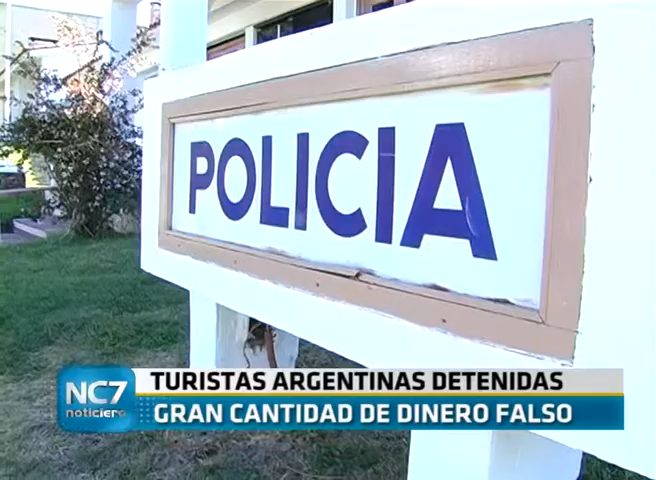 POLICIA
NC7
noticiero
TURISTAS ARGENTINAS DETENIDAS
GRAN CANTIDAD DE DINERO FALSO